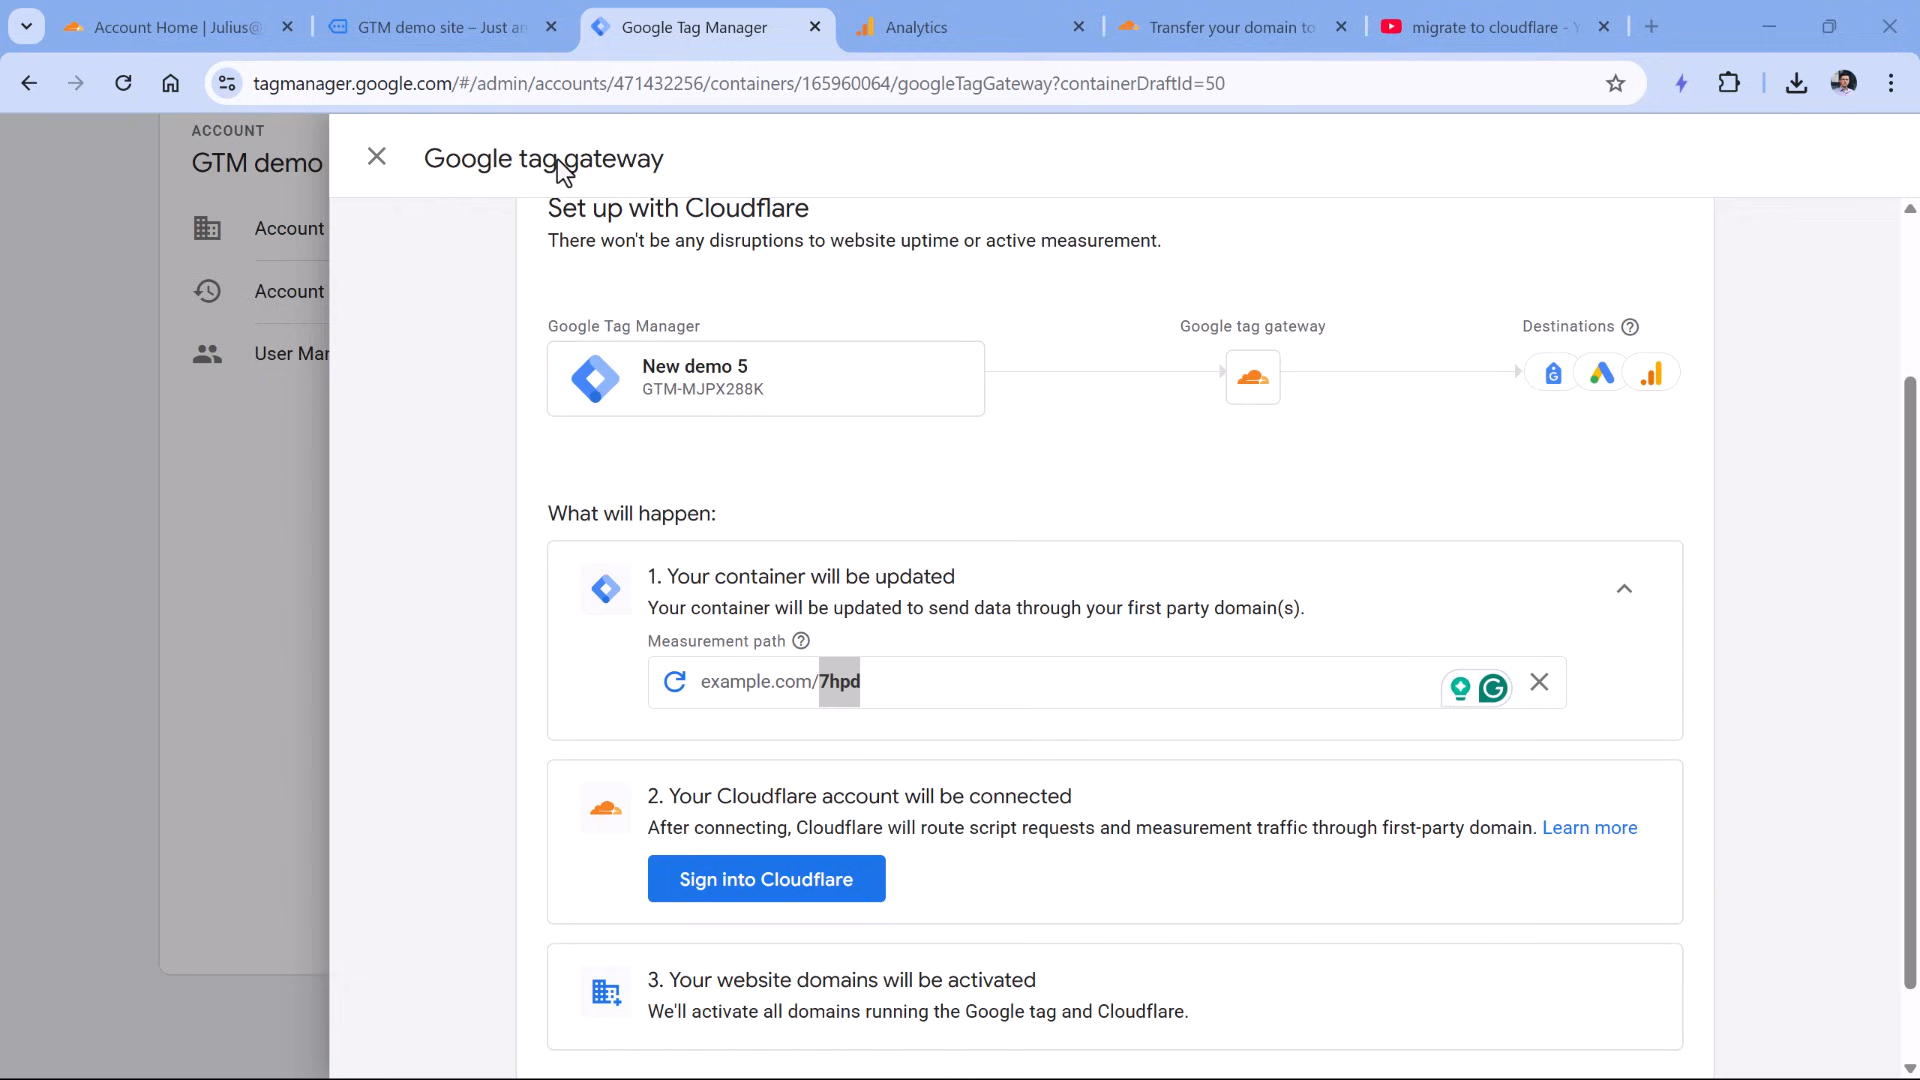 Account Home | Julius@
GTM demo site – Just an
Google Tag Manager
Analytics
Transfer your domain to
migrate to cloudflare - Y
tagmanager.google.com/#/admin/accounts/471432256/containers/165960064/googleTagGateway?containerDraftId=50
ACCOUNT
GTM demo
Account
Account
User Mar
Google tag gateway
Set up with Cloudflare
There won't be any disruptions to website uptime or active measurement.
Google Tag Manager
Google tag gateway
Destinations
New demo 5
GTM-MJPX288K
What will happen:
1. Your container will be updated
Your container will be updated to send data through your first party domain(s).
Measurement path
example.com/7hpd
2. Your Cloudflare account will be connected
After connecting, Cloudflare will route script requests and measurement traffic through first-party domain. Learn more
Sign into Cloudflare
3. Your website domains will be activated
We'll activate all domains running the Google tag and Cloudflare.